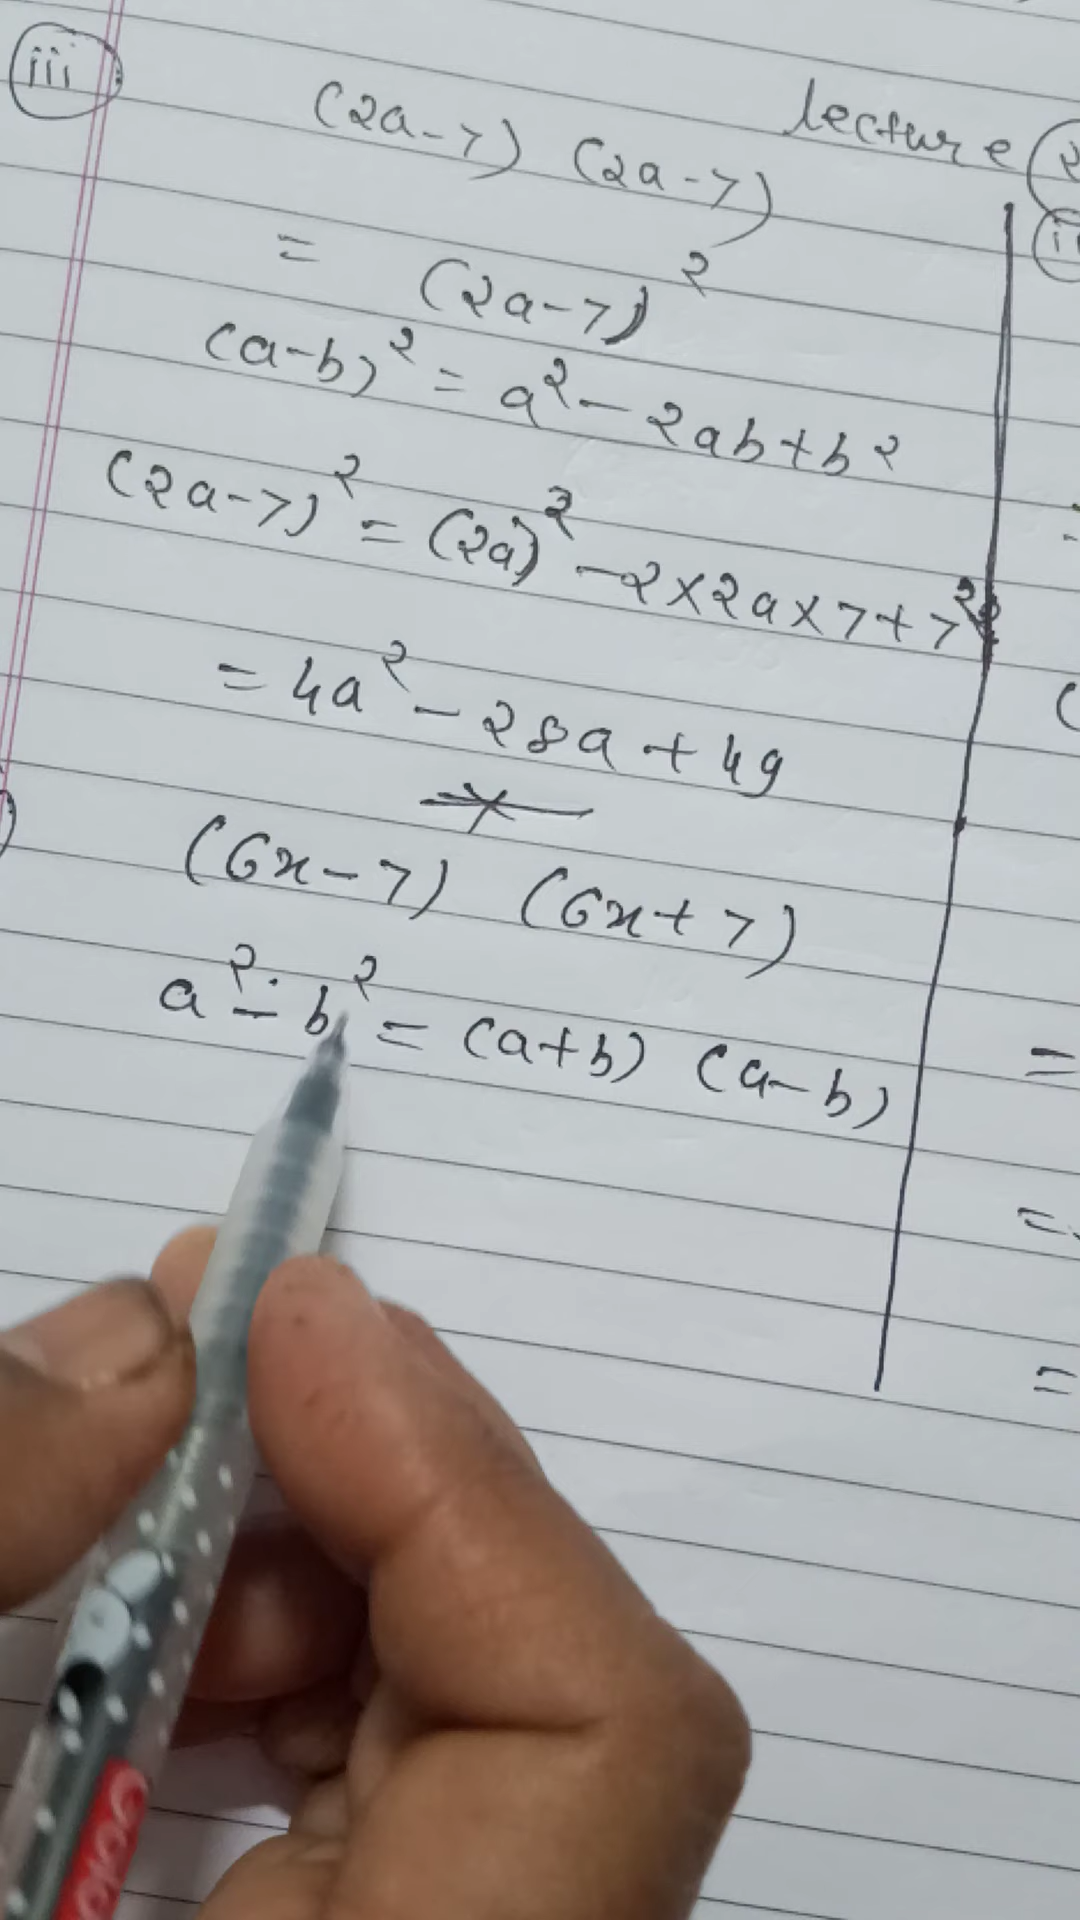 iii
(2a-7) (2a-7)
= (2a-7)²
(a-b)² = a² - 2ab + b²
(2a-7)² = (2a)² - 2×2a×7+7²
= 4a² - 28a + 49
(6x-7) (6x+7)
a² - b² = (a+b) (a-b)
lecture 2
=
=
=